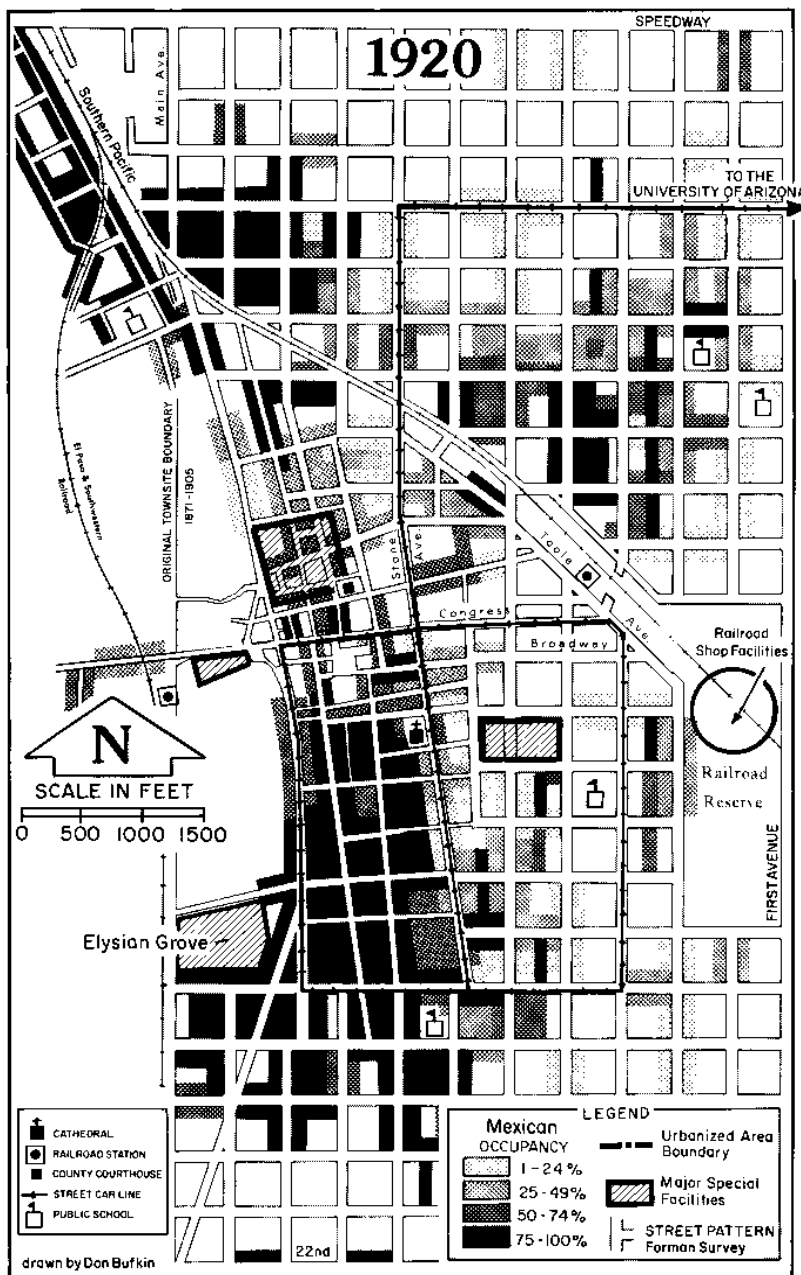 SPEEDWAY
1920
Main Ave.
Southern Pacific
TO THE
UNIVERSITY OF ARIZONA
El Paso & Southwestern
Railroad
ORIGINAL TOWNSITE BOUNDARY
1871-1905
Stone
Ave.
Toole
Ave.
Congress
Broadway
Railroad
Shop Facilities
Railroad
Reserve
FIRST AVENUE
N
SCALE IN FEET
0 500 1000 1500
Elysian Grove
CATHEDRAL
RAILROAD STATION
COUNTY COURTHOUSE
STREET CAR LINE
PUBLIC SCHOOL
drawn by Don Bufkin
22nd
LEGEND
Mexican
OCCUPANCY
1-24%
25-49%
50-74%
75-100%
Urbanized Area
Boundary
Major Special
Facilities
STREET PATTERN
Forman Survey